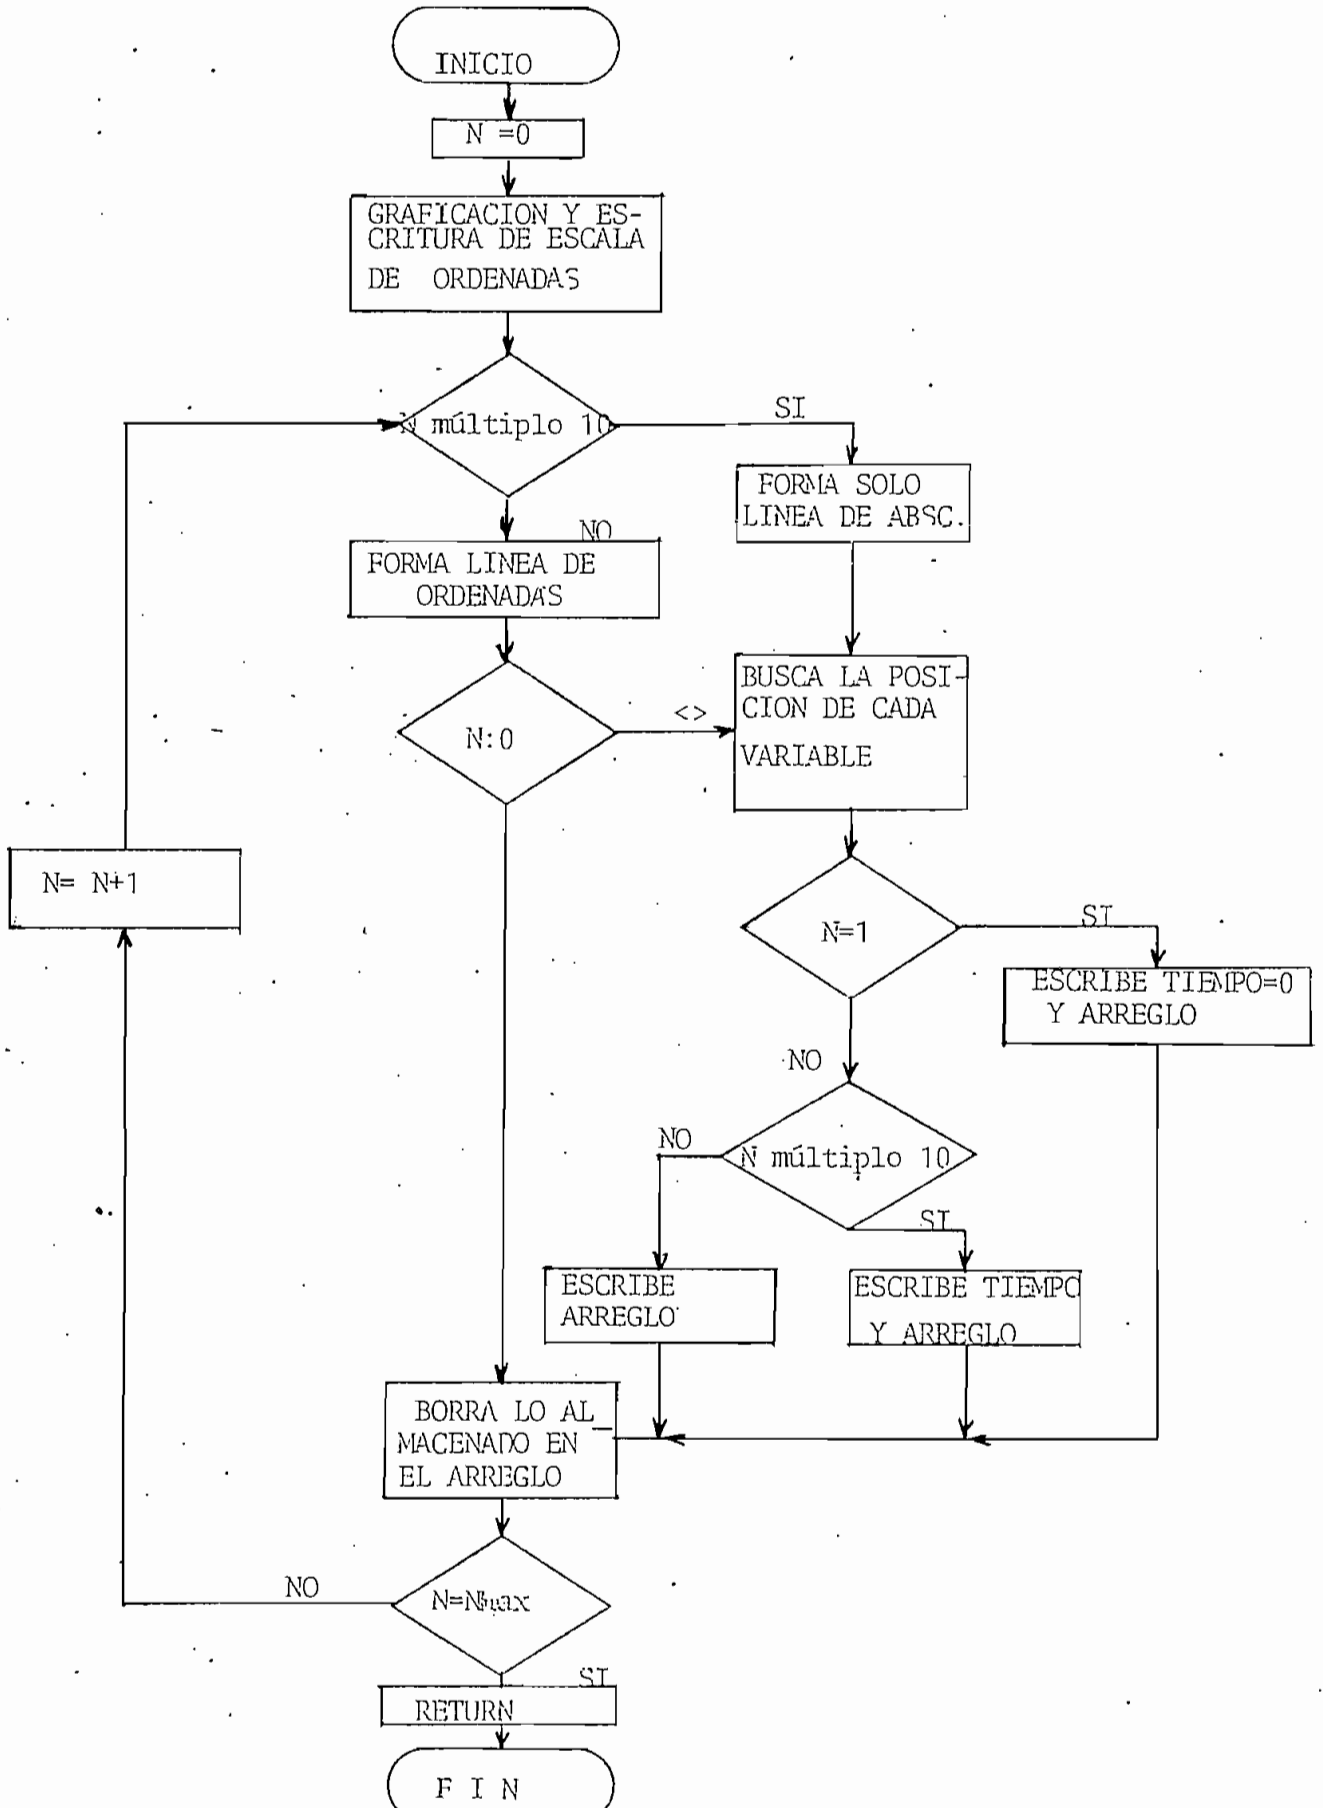 INICIO
N =0
GRAFICACION Y ES-
CRITURA DE ESCALA
DE ORDENADAS
N múltiplo 10
SI
FORMA SOLO
LINEA DE ABSC.
NO
FORMA LINEA DE
ORDENADAS
BUSCA LA POSI-
CION DE CADA
VARIABLE
<>
N:0
N= N+1
N=1
SI
ESCRIBE TIEMPO=0
Y ARREGLO
NO
NO
N múltiplo 10
SI
ESCRIBE
ARREGLO
ESCRIBE TIEMPO
Y ARREGLO
BORRA LO AL_
MACENADO EN
EL ARREGLO
NO
N=Nmax
SI
RETURN
F I N